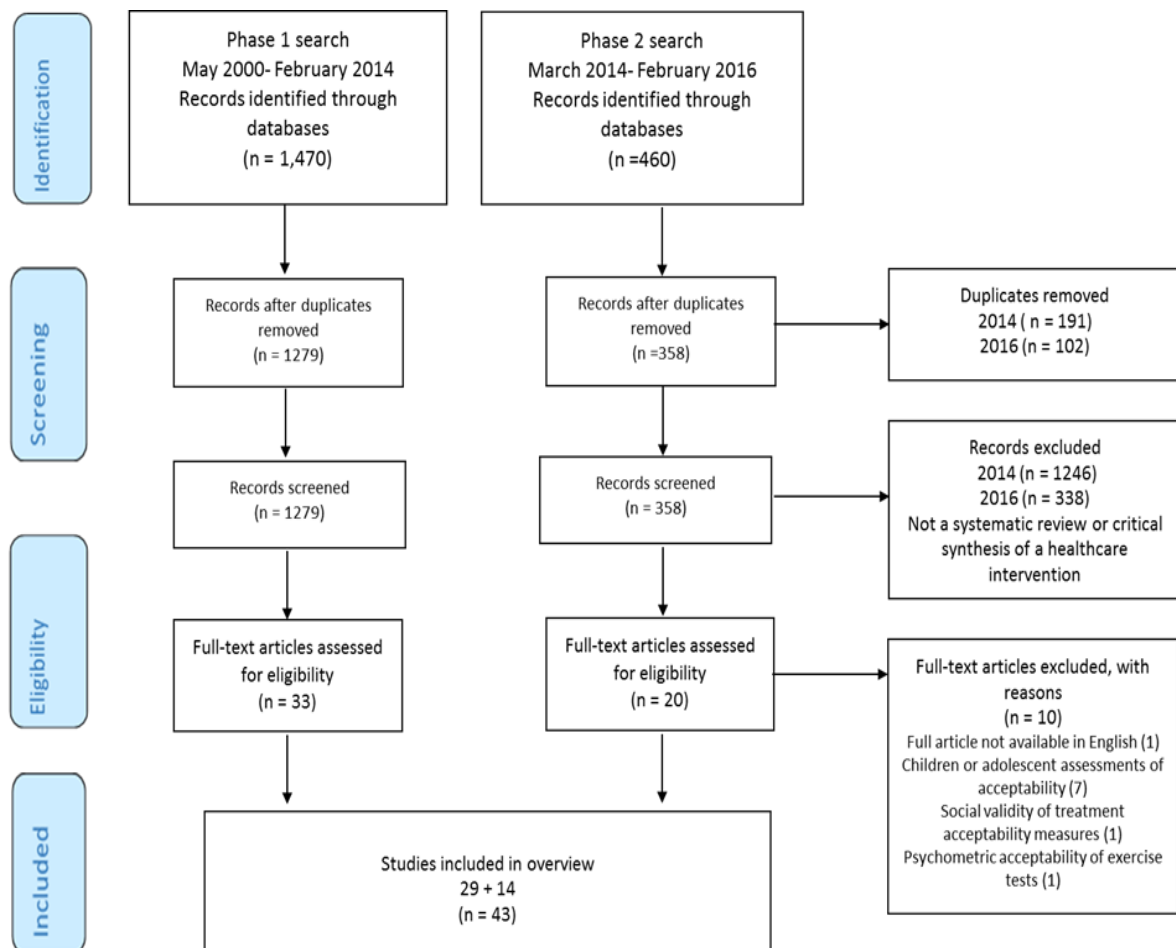 Identification
Phase 1 search
May 2000- February 2014
Records identified through
databases
(n = 1,470)
Phase 2 search
March 2014- February 2016
Records identified through
databases
(n =460)
Screening
Records after duplicates
removed
(n = 1279)
Records after duplicates
removed
(n =358)
Duplicates removed
2014 ( n = 191)
2016 (n = 102)
Records screened
(n = 1279)
Records screened
(n = 358)
Records excluded
2014 (n = 1246)
2016 (n = 338)
Not a systematic review or critical
synthesis of a healthcare
intervention
Eligibility
Full-text articles assessed
for eligibility
(n = 33)
Full-text articles assessed
for eligibility
(n = 20)
Full-text articles excluded, with
reasons
(n = 10)
Full article not available in English (1)
Children or adolescent assessments of
acceptability (7)
Social validity of treatment
acceptability measures (1)
Psychometric acceptability of exercise
tests (1)
Included
Studies included in overview
29 + 14
(n = 43)